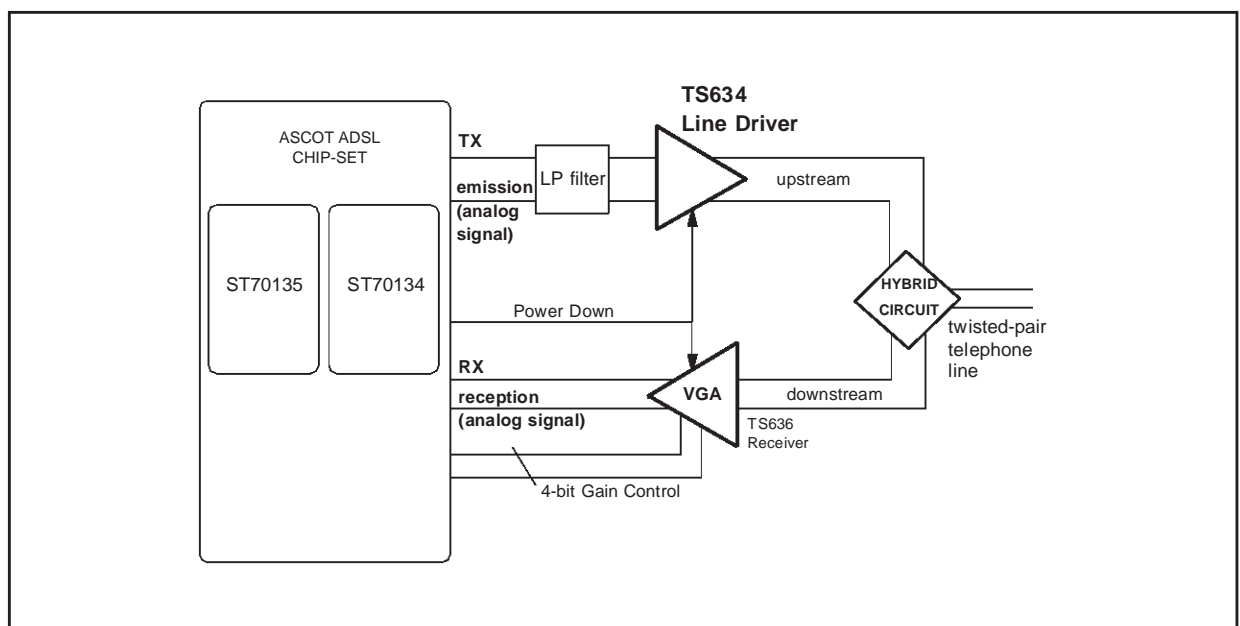 TS634
Line Driver
ASCOT ADSL
CHIP-SET
TX
LP filter
emission
(analog
signal)
upstream
ST70135
ST70134
HYBRID
CIRCUIT
Power Down
twisted-pair
telephone
line
RX
VGA
reception
(analog signal)
downstream
TS636
Receiver
4-bit Gain Control